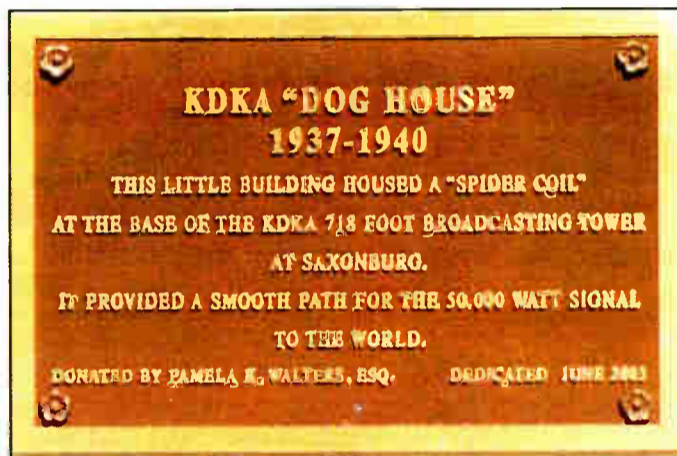 KDKA "DOG HOUSE"
1937-1940
THIS LITTLE BUILDING HOUSED A "SPIDER COIL"
AT THE BASE OF THE KDKA 718 FOOT BROADCASTING TOWER
AT SAXONBURG.
IT PROVIDED A SMOOTH PATH FOR THE 50,000 WATT SIGNAL
TO THE WORLD.
DONATED BY PAMELA K. WALTERS, ESQ. DEDICATED JUNE